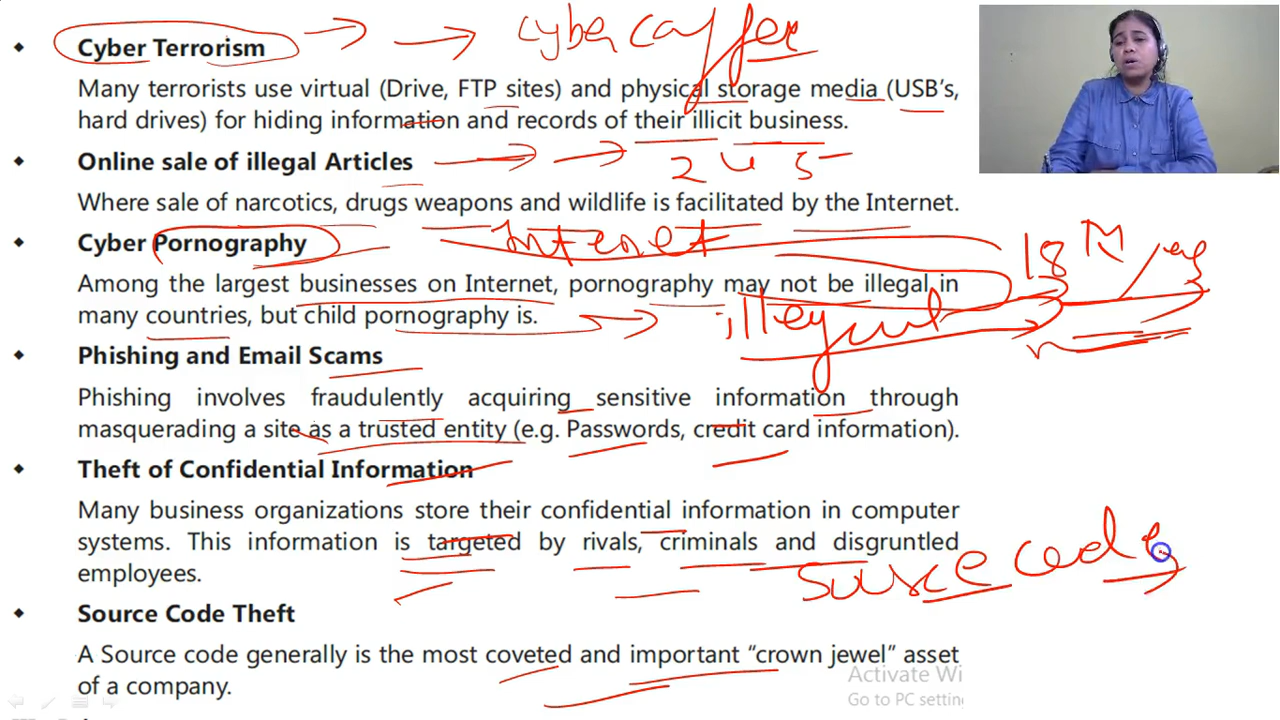 ◆ Cyber Terrorism
cyber caffer
Many terrorists use virtual (Drive, FTP sites) and physical storage media (USB's,
hard drives) for hiding information and records of their illicit business.
◆ Online sale of illegal Articles
Where sale of narcotics, drugs weapons and wildlife is facilitated by the Internet.
◆ Cyber Pornography
Internet
Among the largest businesses on Internet, pornography may not be illegal in
many countries, but child pornography is.
◆ Phishing and Email Scams
Phishing involves fraudulently acquiring sensitive information through
masquerading a site as a trusted entity (e.g. Passwords, credit card information).
◆ Theft of Confidential Information
Many business organizations store their confidential information in computer
systems. This information is targeted by rivals, criminals and disgruntled
employees.
source code
◆ Source Code Theft
A Source code generally is the most coveted and important “crown jewel” asset
of a company.
Activate Wi
Go to PC setting